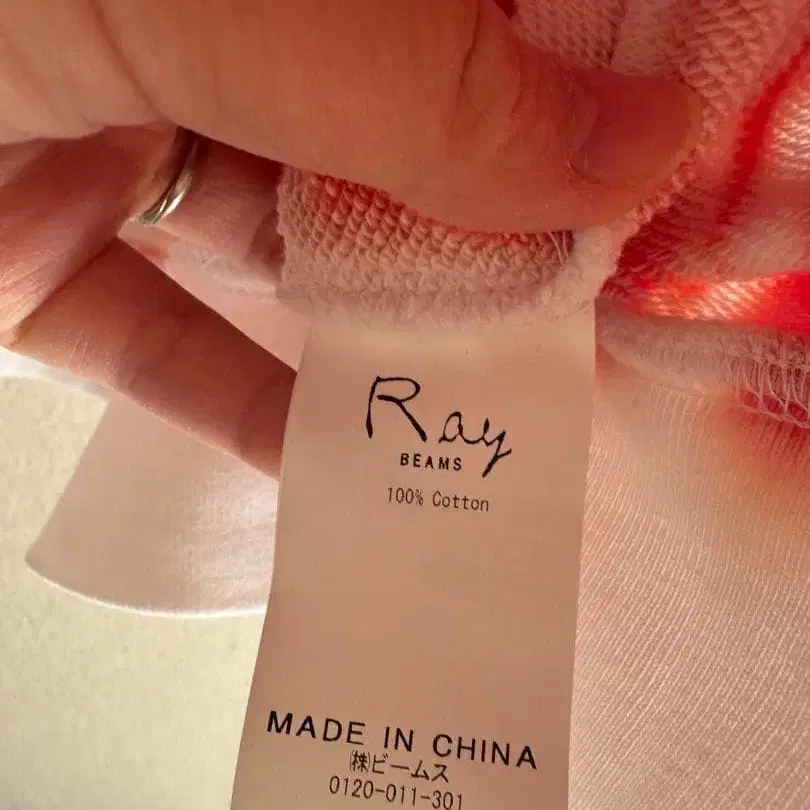 Ray
BEAMS
100% Cotton
MADE IN CHINA
㈱ビームス
0120-011-301